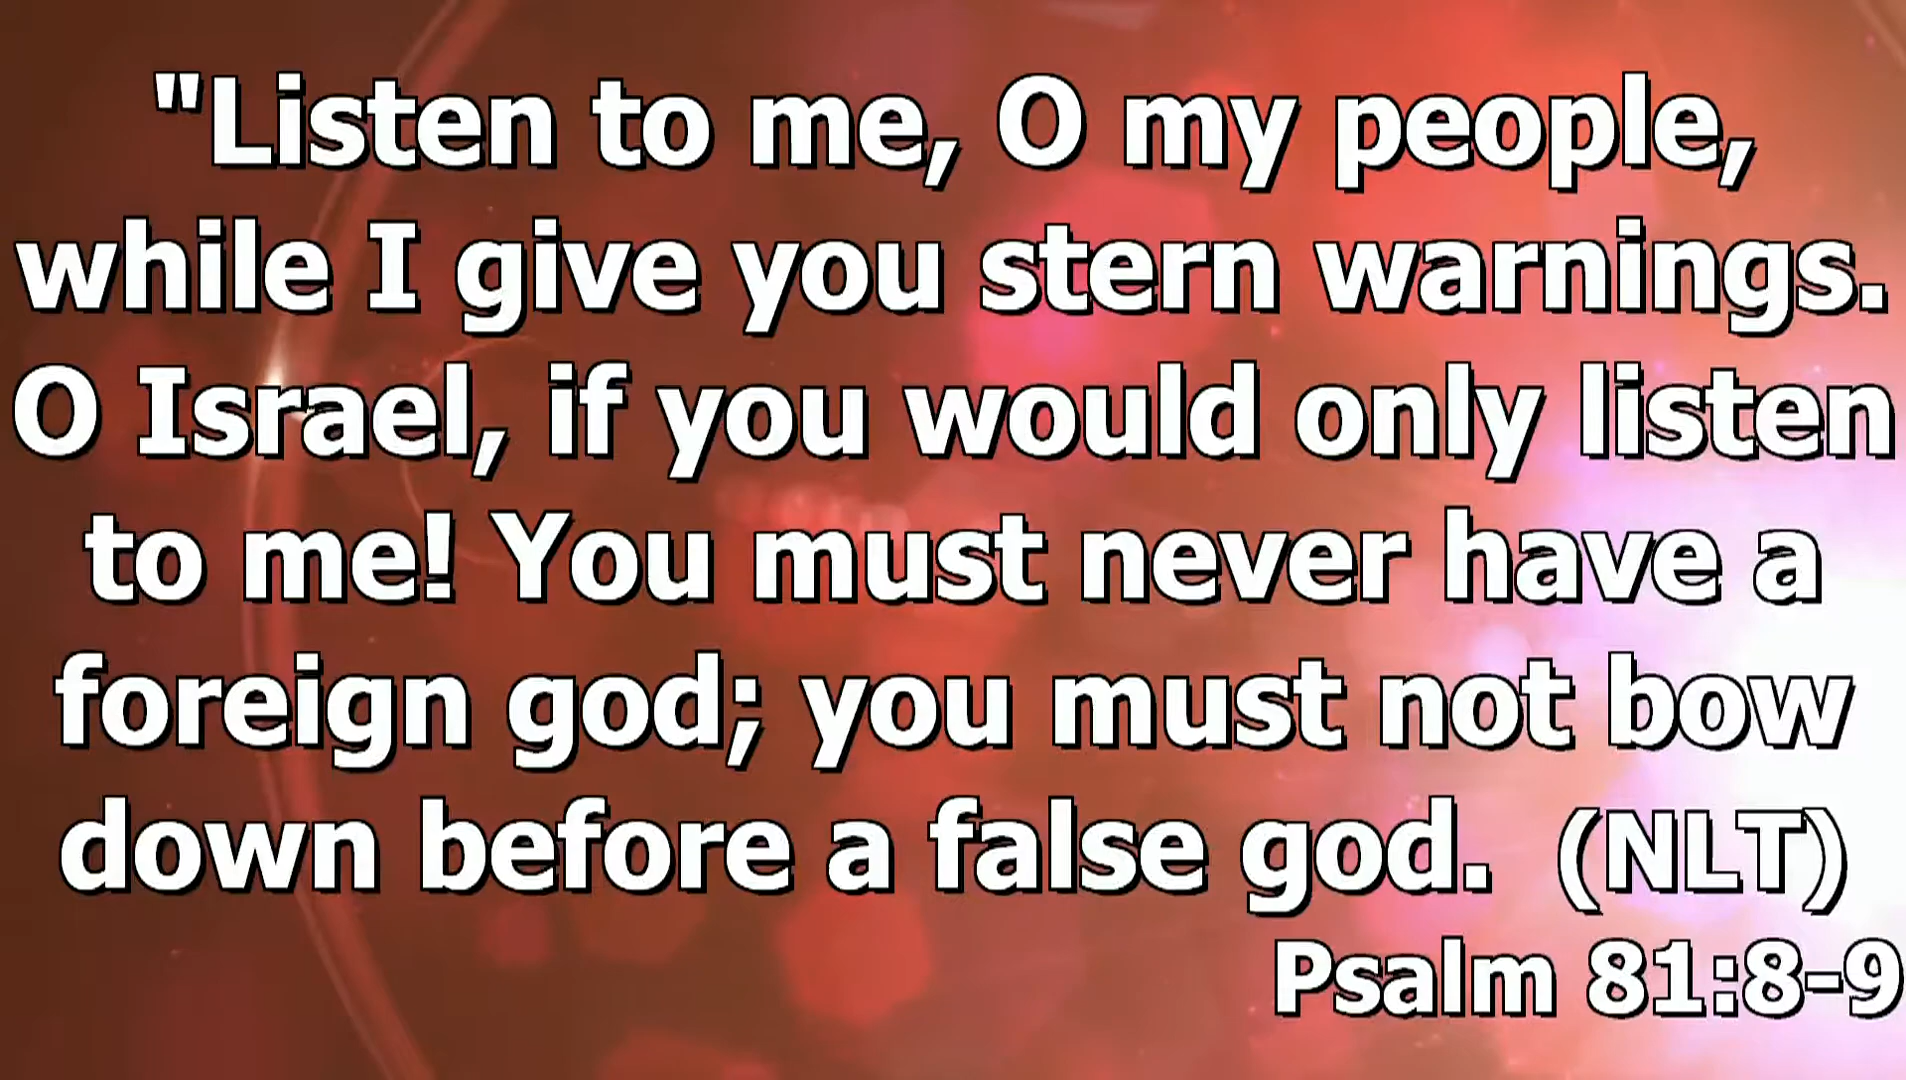 "Listen to me, O my people,
while I give you stern warnings.
O Israel, if you would only listen
to me! You must never have a
foreign god; you must not bow
down before a false god.  (NLT)
Psalm 81:8-9